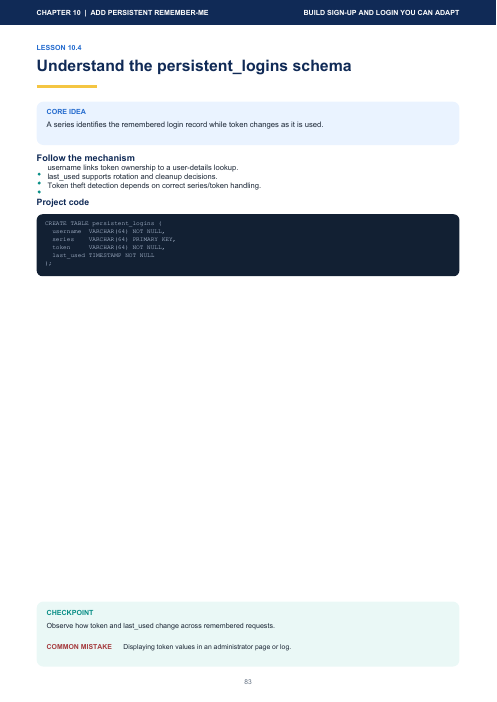 CHAPTER 10 | ADD PERSISTENT REMEMBER-ME
BUILD SIGN-UP AND LOGIN YOU CAN ADAPT
LESSON 10.4
Understand the persistent_logins schema
CORE IDEA
A series identifies the remembered login record while token changes as it is used.
Follow the mechanism
username links token ownership to a user-details lookup.
• last_used supports rotation and cleanup decisions.
• Token theft detection depends on correct series/token handling.
•
Project code
CREATE TABLE persistent_logins (
username VARCHAR(64) NOT NULL,
series VARCHAR(64) PRIMARY KEY,
token VARCHAR(64) NOT NULL,
last_used TIMESTAMP NOT NULL
);
CHECKPOINT
Observe how token and last_used change across remembered requests.
COMMON MISTAKE Displaying token values in an administrator page or log.
83